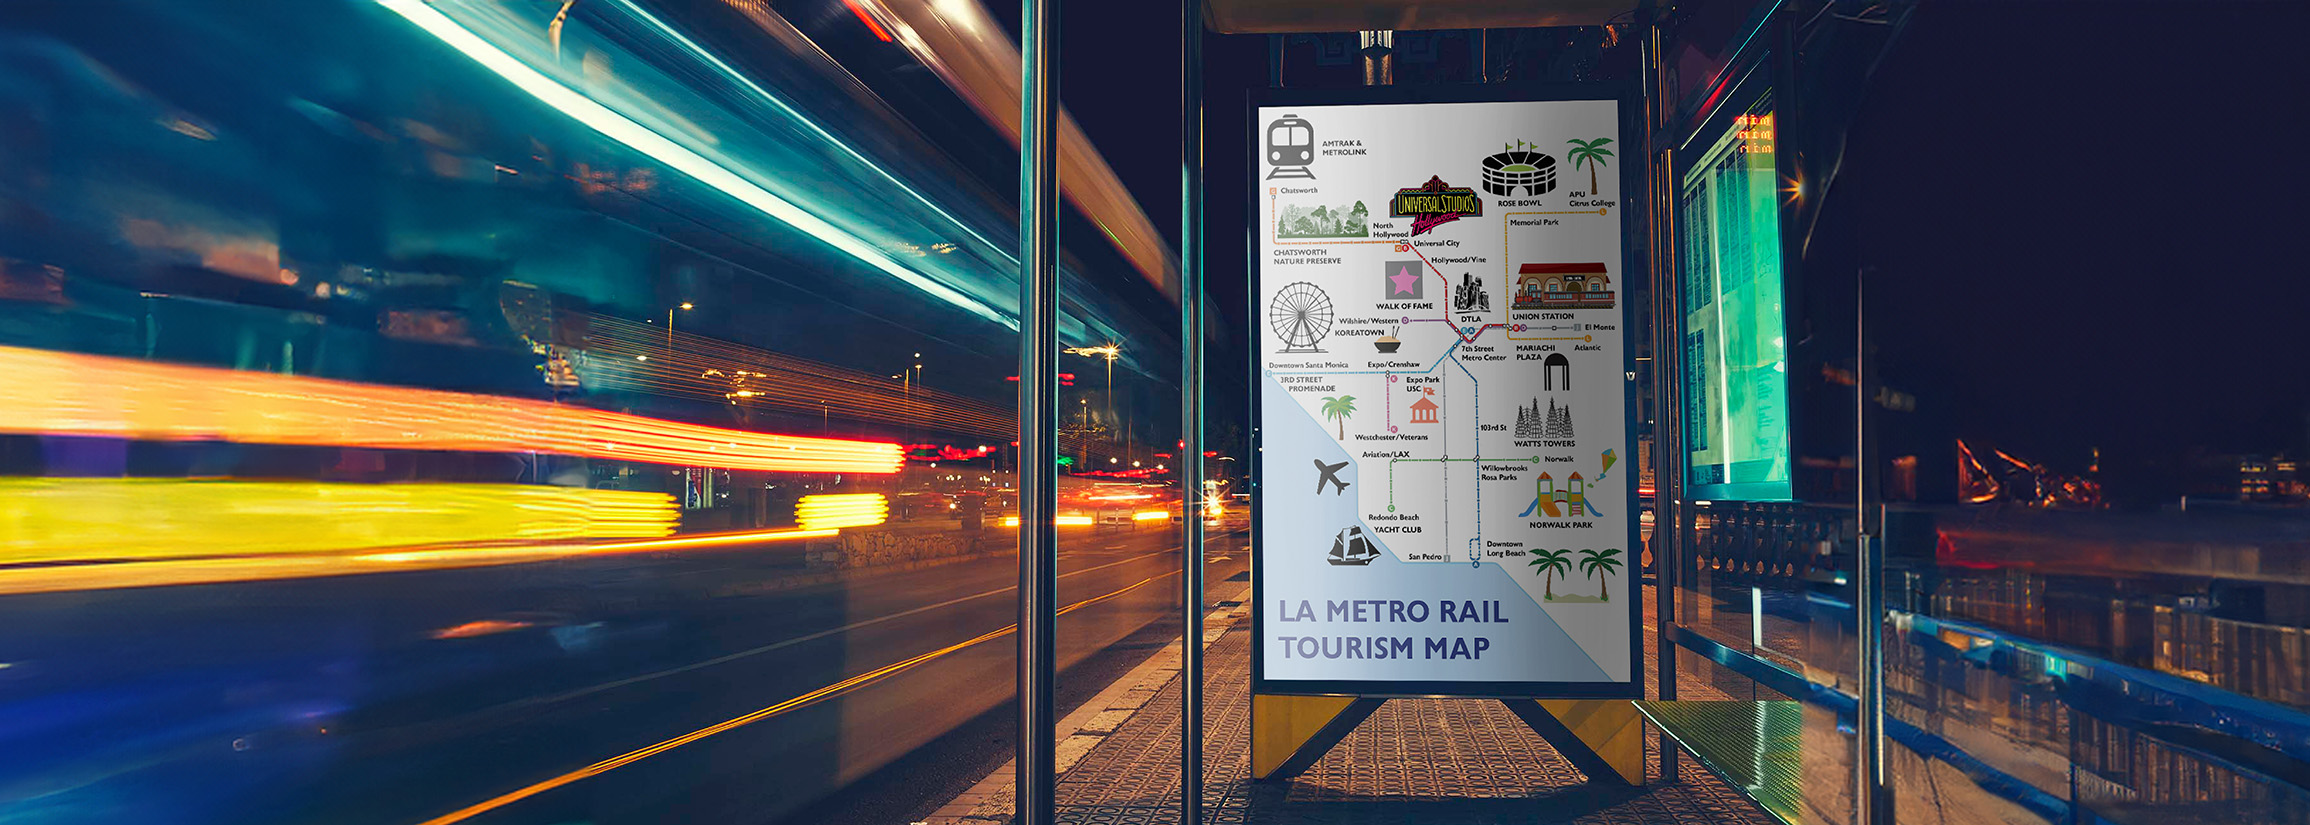 AMTRAK &
METROLINK
Chatsworth
CHATSWORTH
NATURE PRESERVE
North
Hollywood
UNIVERSAL STUDIOS
Hollywood
Universal City
ROSE BOWL
APU
Citrus College
Memorial Park
Hollywood/Vine
WALK OF FAME
DTLA
UNION STATION
Wilshire/Western
KOREATOWN
El Monte
7th Street
Metro Center
MARIACHI
PLAZA
Atlantic
Downtown Santa Monica
Expo/Crenshaw
3RD STREET
PROMENADE
Expo Park
USC
103rd St
WATTS TOWERS
Westchester/Veterans
Aviation/LAX
Norwalk
Willowbrooks
Rosa Parks
Redondo Beach
YACHT CLUB
NORWALK PARK
San Pedro
Downtown
Long Beach
LA METRO RAIL
TOURISM MAP